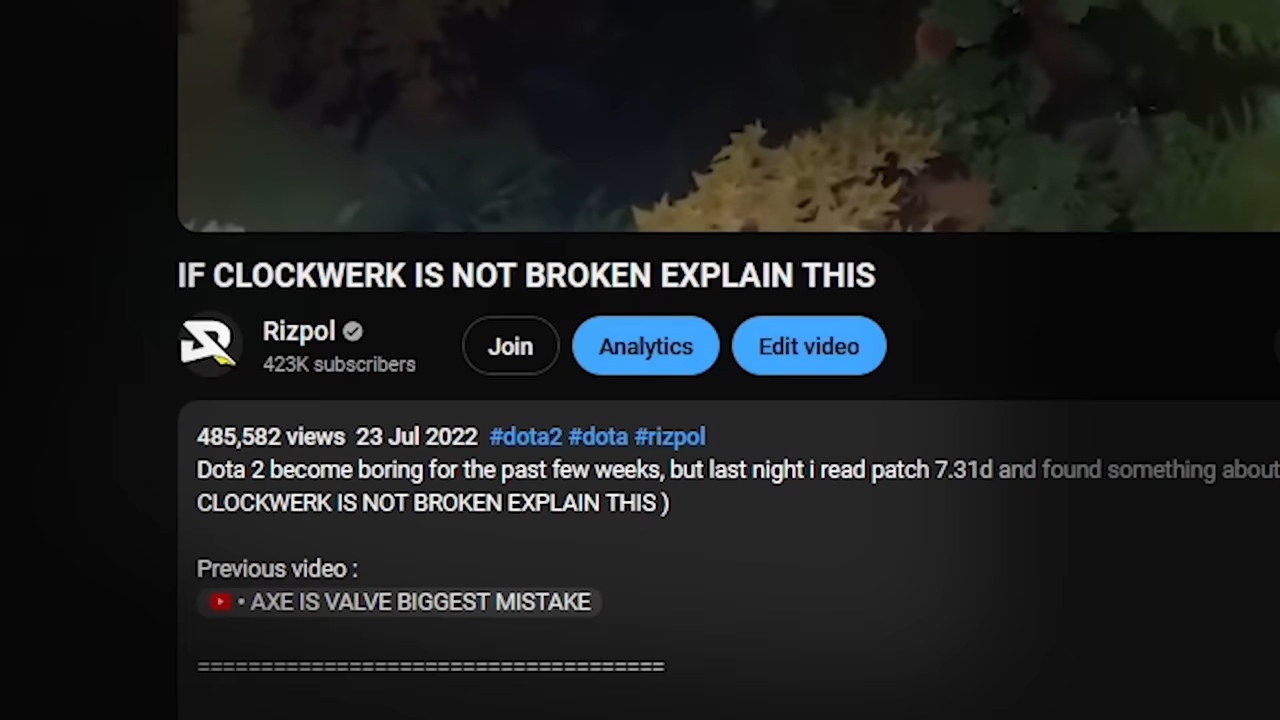 IF CLOCKWERK IS NOT BROKEN EXPLAIN THIS
Rizpol
423K subscribers
Join
Analytics
Edit video
485,582 views 23 Jul 2022 #dota2 #dota #rizpol
Dota 2 become boring for the past few weeks, but last night i read patch 7.31d and found something about
CLOCKWERK IS NOT BROKEN EXPLAIN THIS )
Previous video :
• AXE IS VALVE BIGGEST MISTAKE
=====================================